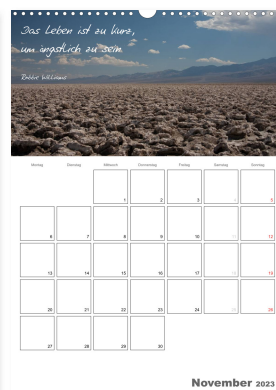 Das Leben ist zu kurz,
um ängstlich zu sein.
Robbie Williams
Montag Dienstag Mittwoch Donnerstag Freitag Samstag Sonntag
1 2 3 4 5
6 7 8 9 10 11 12
13 14 15 16 17 18 19
20 21 22 23 24 25 26
27 28 29 30
November 2023